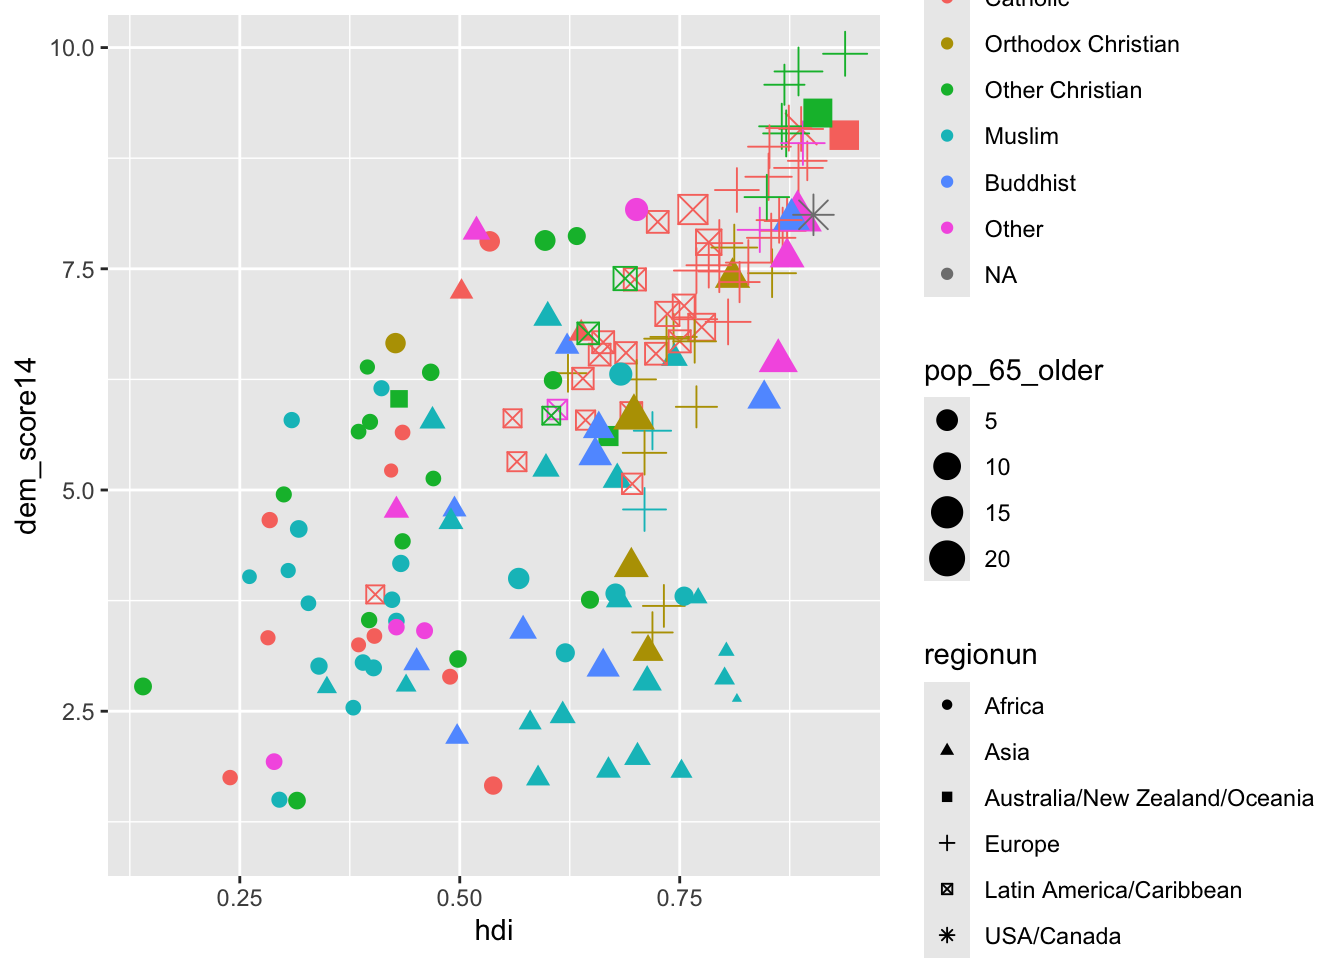 dem_score14
10.0
7.5
5.0
2.5
0.25
0.50
0.75
hdi
Catholic
Orthodox Christian
Other Christian
Muslim
Buddhist
Other
NA
pop_65_older
5
10
15
20
regionun
Africa
Asia
Australia/New Zealand/Oceania
Europe
Latin America/Caribbean
USA/Canada